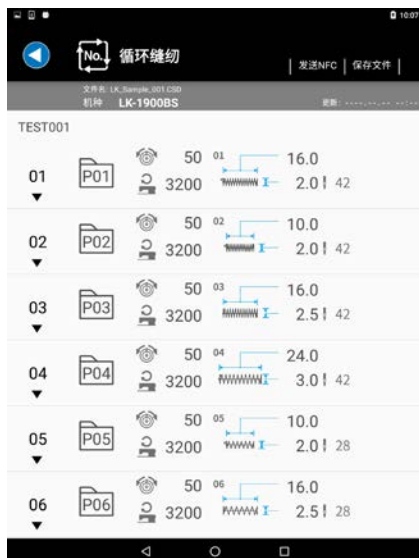 10:07
No. 循环缝纫
发送NFC 保存文件
文件名: LK_Sample_001.CSD
机种 LK-1900BS 更新: ----.--.-- --:--
TEST001
50 01 16.0
01 P01
3200 2.0 42
50 02 10.0
02 P02
3200 2.0 42
50 03 16.0
03 P03
3200 2.5 42
50 04 24.0
04 P04
3200 3.0 42
50 05 10.0
05 P05
3200 2.0 28
50 06 16.0
06 P06
3200 2.5 28